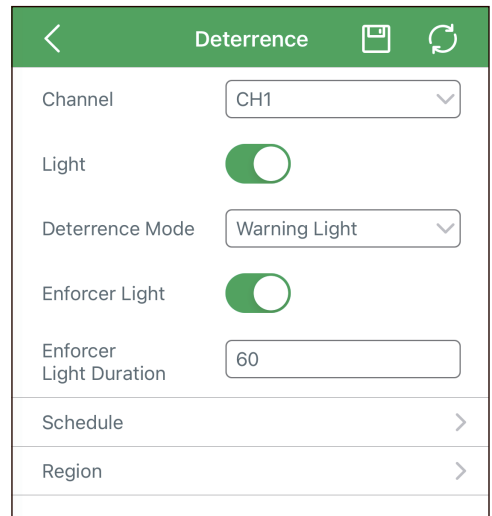 Deterrence
Channel CH1
Light
Deterrence Mode Warning Light
Enforcer Light
Enforcer
Light Duration 60
Schedule
Region